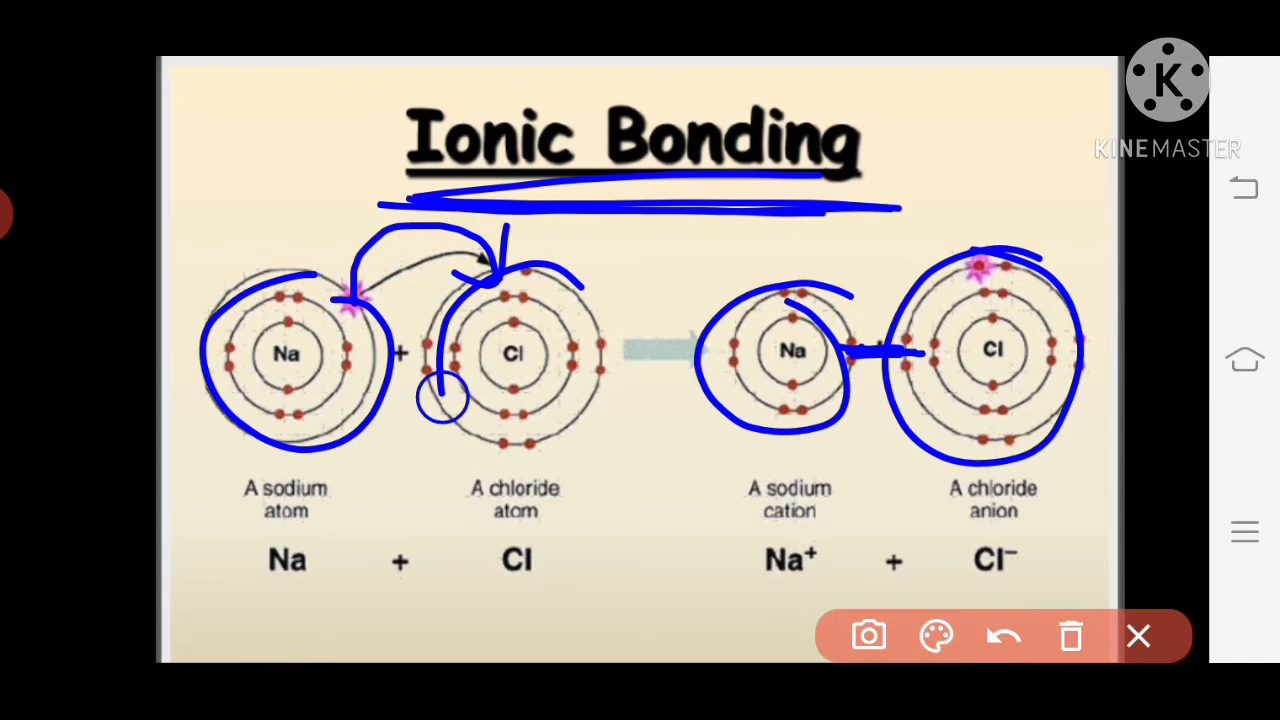 Ionic Bonding
K
KINEMASTER
Na + Cl Na + Cl
A sodium atom A chloride atom A sodium cation A chloride anion
Na + Cl Na⁺ + Cl⁻